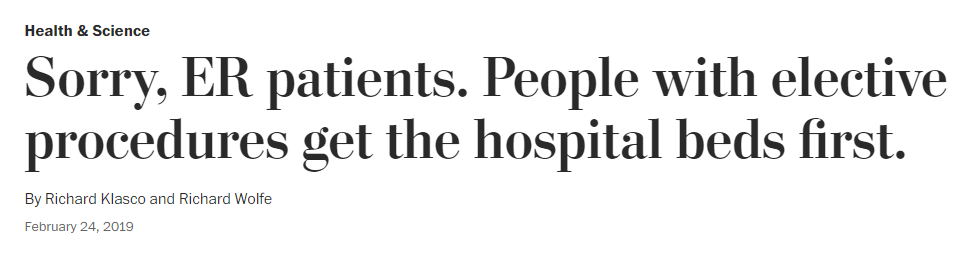 Health & Science
Sorry, ER patients. People with elective
procedures get the hospital beds first.
By Richard Klasco and Richard Wolfe
February 24, 2019